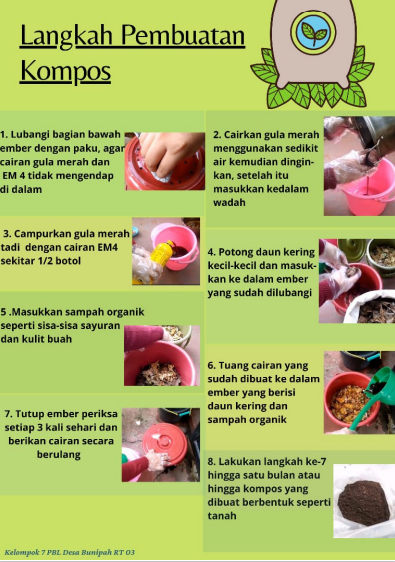 Langkah Pembuatan
Kompos
1. Lubangi bagian bawah
ember dengan paku, agar
cairan gula merah dan
EM 4 tidak mengendap
di dalam
2. Cairkan gula merah
menggunakan sedikit
air kemudian dingin-
kan, setelah itu
masukkan kedalam
wadah
3. Campurkan gula merah
tadi dengan cairan EM4
sekitar 1/2 botol
4. Potong daun kering
kecil-kecil dan masuk-
kan ke dalam ember
yang sudah dilubangi
5 .Masukkan sampah organik
seperti sisa-sisa sayuran
dan kulit buah
6. Tuang cairan yang
sudah dibuat ke dalam
ember yang berisi
daun kering dan
sampah organik
7. Tutup ember periksa
setiap 3 kali sehari dan
berikan cairan secara
berulang
8. Lakukan langkah ke-7
hingga satu bulan atau
hingga kompos yang
dibuat berbentuk seperti
tanah
Kelompok 7 PBL Desa Bunipah RT 03